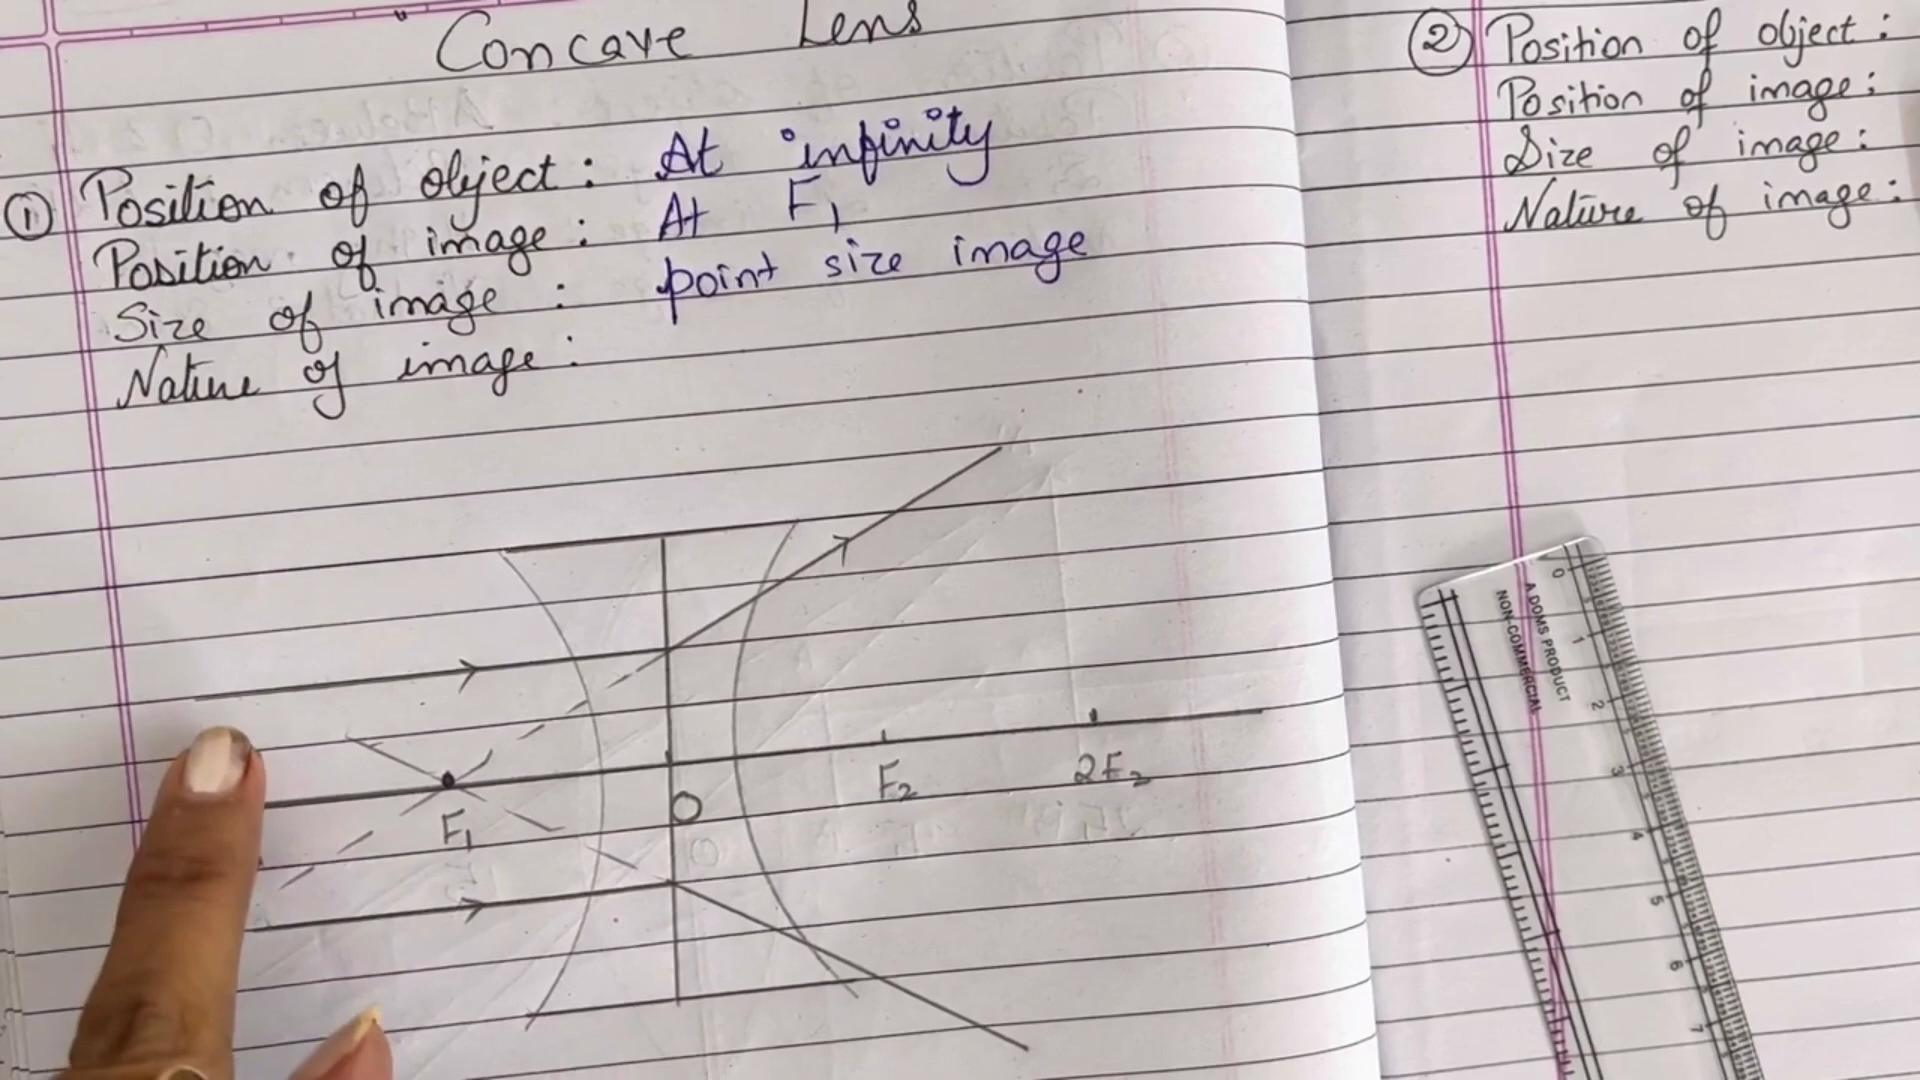 Concave Lens
① Position of object : At infinity
Position of image : At F₁
Size of image : point size image
Nature of image :
F₁
O
F₂
2F₂
② Position of object :
Position of image :
Size of image :
Nature of image :
A DOMS PRODUCT
NON-COMMERCIAL
0 1 2 3 4 5 6 7